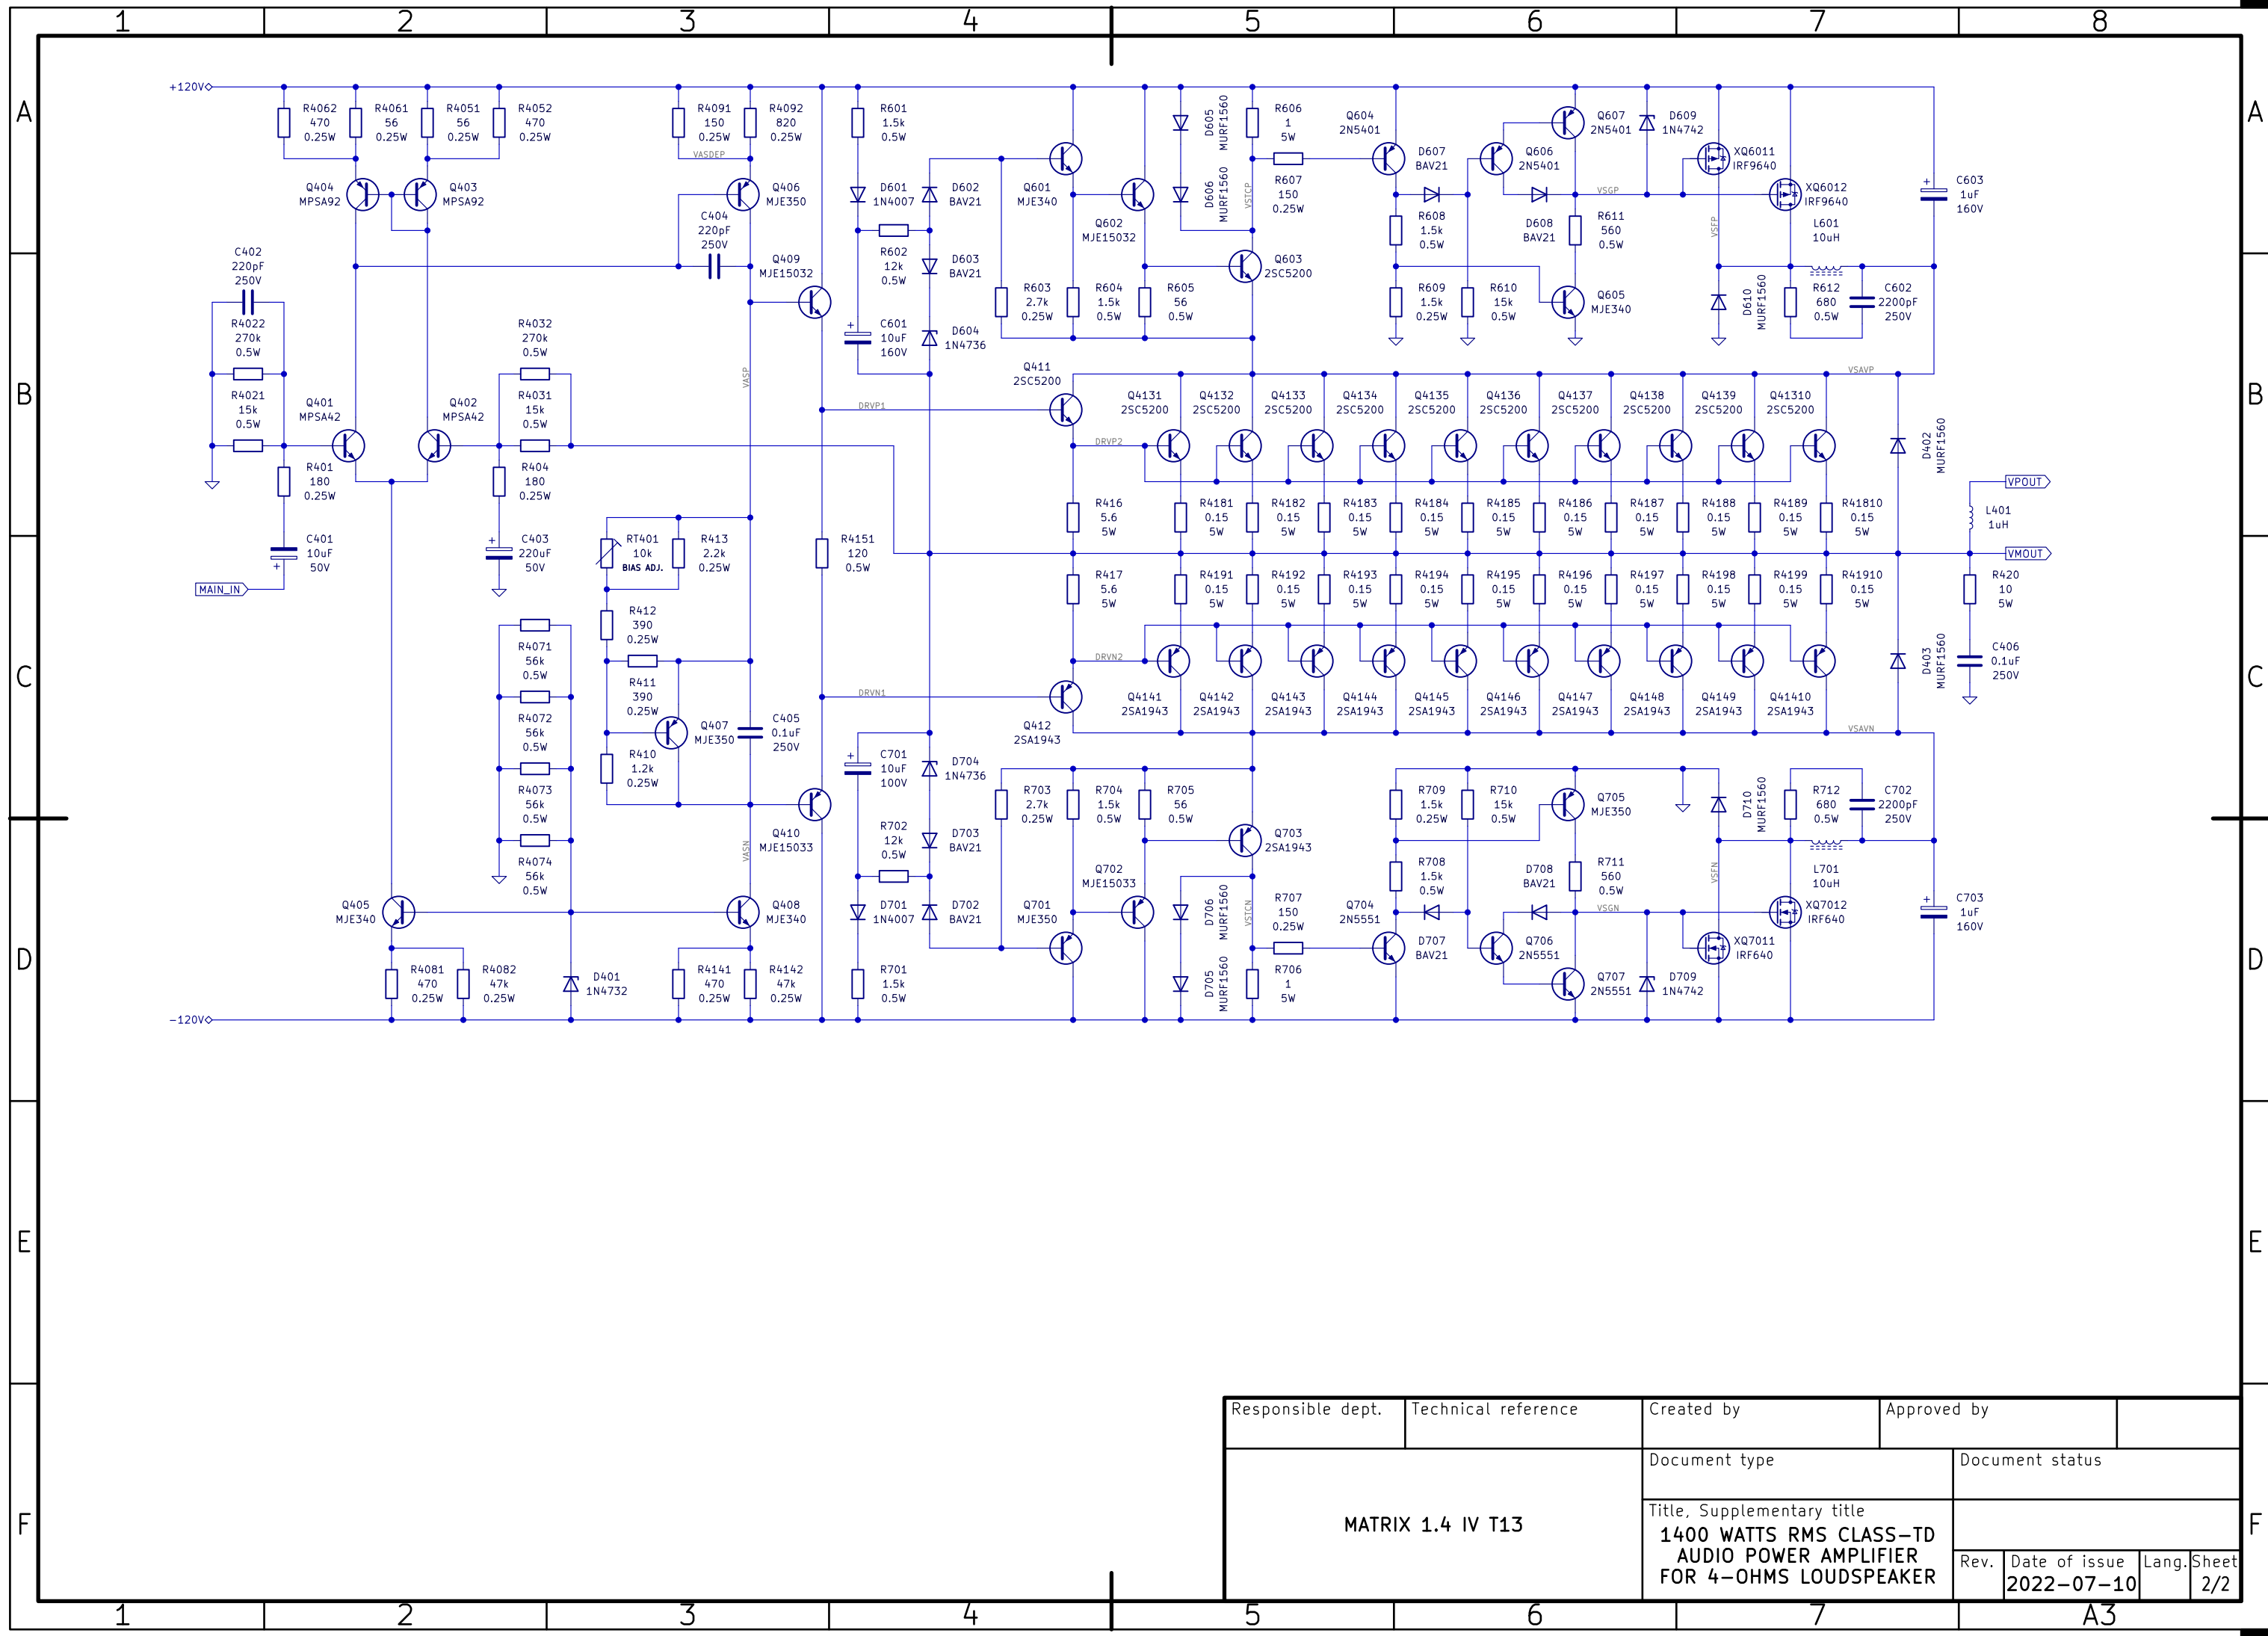 1 2 3 4 5 6 7 8
A
+120V
R4062
470
0.25W
R4061
56
0.25W
R4051
56
0.25W
R4052
470
0.25W
R4091
150
0.25W
R4092
820
0.25W
VASDEP
R601
1.5k
0.5W
D605
MURF1560
R606
1
5W
Q604
2N5401
Q607
2N5401
D609
1N4742
D607
BAV21
Q606
2N5401
XQ6011
IRF9640
Q404
MPSA92
Q403
MPSA92
Q406
MJE350
D601
1N4007
D602
BAV21
Q601
MJE340
D606
MURF1560
VSTCP
R607
150
0.25W
VSGP
XQ6012
IRF9640
C603
1uF
160V
C404
220pF
250V
Q602
MJE15032
R608
1.5k
0.5W
D608
BAV21
R611
560
0.5W
VSFP
L601
10uH
A
B
C402
220pF
250V
Q409
MJE15032
R602
12k
0.5W
D603
BAV21
Q603
2SC5200
R603
2.7k
0.25W
R604
1.5k
0.5W
R605
56
0.5W
R609
1.5k
0.25W
R610
15k
0.5W
Q605
MJE340
D610
MURF1560
R612
680
0.5W
C602
2200pF
250V
R4022
270k
0.5W
R4032
270k
0.5W
C601
10uF
160V
D604
1N4736
VASP
Q411
2SC5200
VSAVP
R4021
15k
0.5W
Q401
MPSA42
Q402
MPSA42
R4031
15k
0.5W
DRVP1
Q4131
2SC5200
Q4132
2SC5200
Q4133
2SC5200
Q4134
2SC5200
Q4135
2SC5200
Q4136
2SC5200
Q4137
2SC5200
Q4138
2SC5200
Q4139
2SC5200
Q41310
2SC5200
D402
MURF1560
DRVP2
R401
180
0.25W
R404
180
0.25W
VPOUT
B
R416
5.6
5W
R4181
0.15
5W
R4182
0.15
5W
R4183
0.15
5W
R4184
0.15
5W
R4185
0.15
5W
R4186
0.15
5W
R4187
0.15
5W
R4188
0.15
5W
R4189
0.15
5W
R41810
0.15
5W
L401
1uH
C
C401
10uF
50V
C403
220uF
50V
RT401
10k
BIAS ADJ.
R413
2.2k
0.25W
R4151
120
0.5W
VMOUT
MAIN_IN
R417
5.6
5W
R4191
0.15
5W
R4192
0.15
5W
R4193
0.15
5W
R4194
0.15
5W
R4195
0.15
5W
R4196
0.15
5W
R4197
0.15
5W
R4198
0.15
5W
R4199
0.15
5W
R41910
0.15
5W
R420
10
5W
R412
390
0.25W
R4071
56k
0.5W
R411
390
0.25W
DRVN2
D403
MURF1560
C406
0.1uF
250V
DRVN1
Q4141
2SA1943
Q4142
2SA1943
Q4143
2SA1943
Q4144
2SA1943
Q4145
2SA1943
Q4146
2SA1943
Q4147
2SA1943
Q4148
2SA1943
Q4149
2SA1943
Q41410
2SA1943
R4072
56k
0.5W
Q407
MJE350
C405
0.1uF
250V
Q412
2SA1943
VSAVN
R410
1.2k
0.25W
C701
10uF
100V
D704
1N4736
R4073
56k
0.5W
R703
2.7k
0.25W
R704
1.5k
0.5W
R705
56
0.5W
R709
1.5k
0.25W
R710
15k
0.5W
Q705
MJE350
D710
MURF1560
R712
680
0.5W
C702
2200pF
250V
C
D
Q410
MJE15033
VASN
R702
12k
0.5W
D703
BAV21
Q703
2SA1943
R4074
56k
0.5W
Q702
MJE15033
R708
1.5k
0.5W
D708
BAV21
R711
560
0.5W
VSFN
L701
10uH
Q405
MJE340
Q408
MJE340
D701
1N4007
D702
BAV21
Q701
MJE350
D706
MURF1560
VSTCN
R707
150
0.25W
Q704
2N5551
VSGN
XQ7012
IRF640
C703
1uF
160V
D707
BAV21
Q706
2N5551
XQ7011
IRF640
R4081
470
0.25W
R4082
47k
0.25W
D401
1N4732
R4141
470
0.25W
R4142
47k
0.25W
R701
1.5k
0.5W
D705
MURF1560
R706
1
5W
Q707
2N5551
D709
1N4742
-120V
D
E E
F
Responsible dept.
Technical reference
Created by
Approved by
Document type
Document status
MATRIX 1.4 IV T13
Title, Supplementary title
1400 WATTS RMS CLASS-TD
AUDIO POWER AMPLIFIER
FOR 4-OHMS LOUDSPEAKER
Rev.
Date of issue
2022-07-10
Lang.
Sheet
2/2
F
1 2 3 4 5 6 7 A3